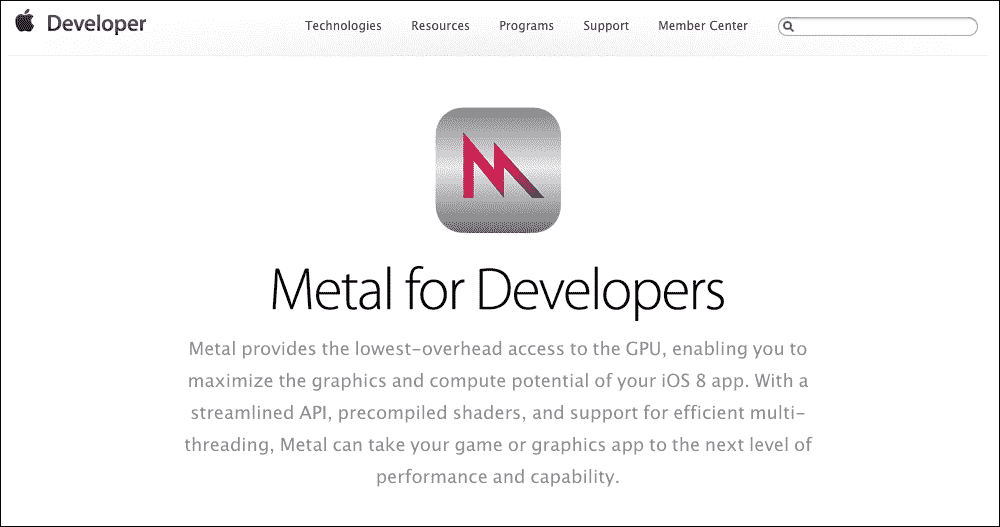 Developer
Technologies Resources Programs Support Member Center
Metal for Developers
Metal provides the lowest-overhead access to the GPU, enabling you to
maximize the graphics and compute potential of your iOS 8 app. With a
streamlined API, precompiled shaders, and support for efficient multi-
threading, Metal can take your game or graphics app to the next level of
performance and capability.